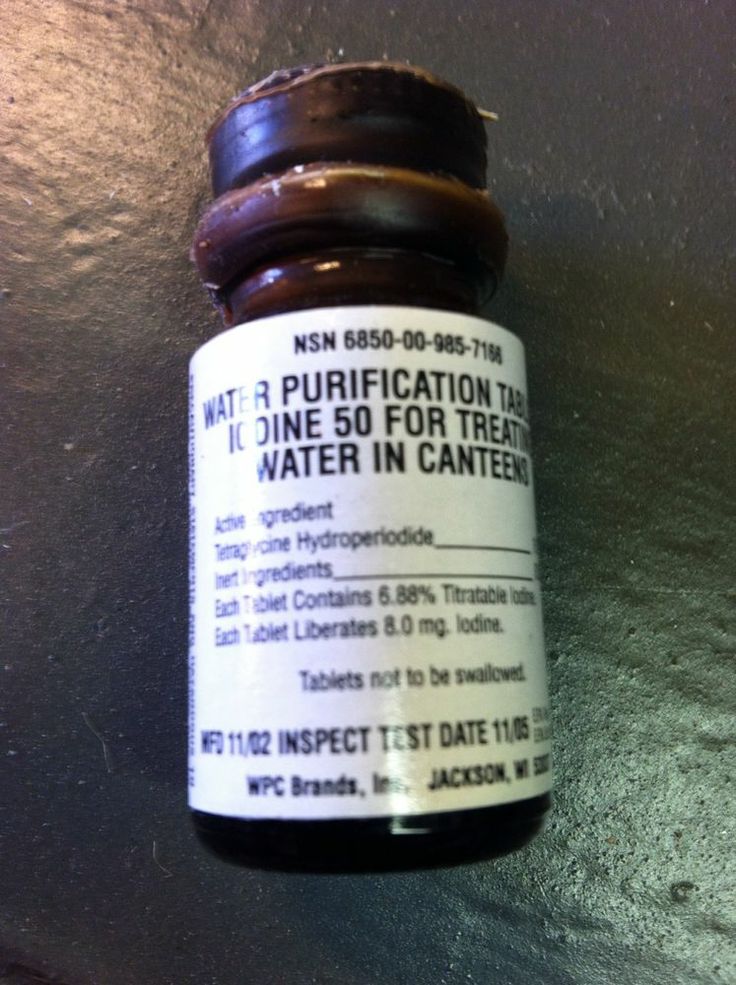 NSN 6850-00-985-7166
WATER PURIFICATION TAB
IODINE 50 FOR TREATIN
WATER IN CANTEENS
Active Ingredient
Tetraglycine Hydroperiodide
Inert Ingredients
Each Tablet Contains 6.88% Titratable Iodine.
Each Tablet Liberates 8.0 mg. Iodine.
Tablets not to be swallowed.
MFD 11/02 INSPECT TEST DATE 11/05
WPC Brands, Inc. JACKSON, WI